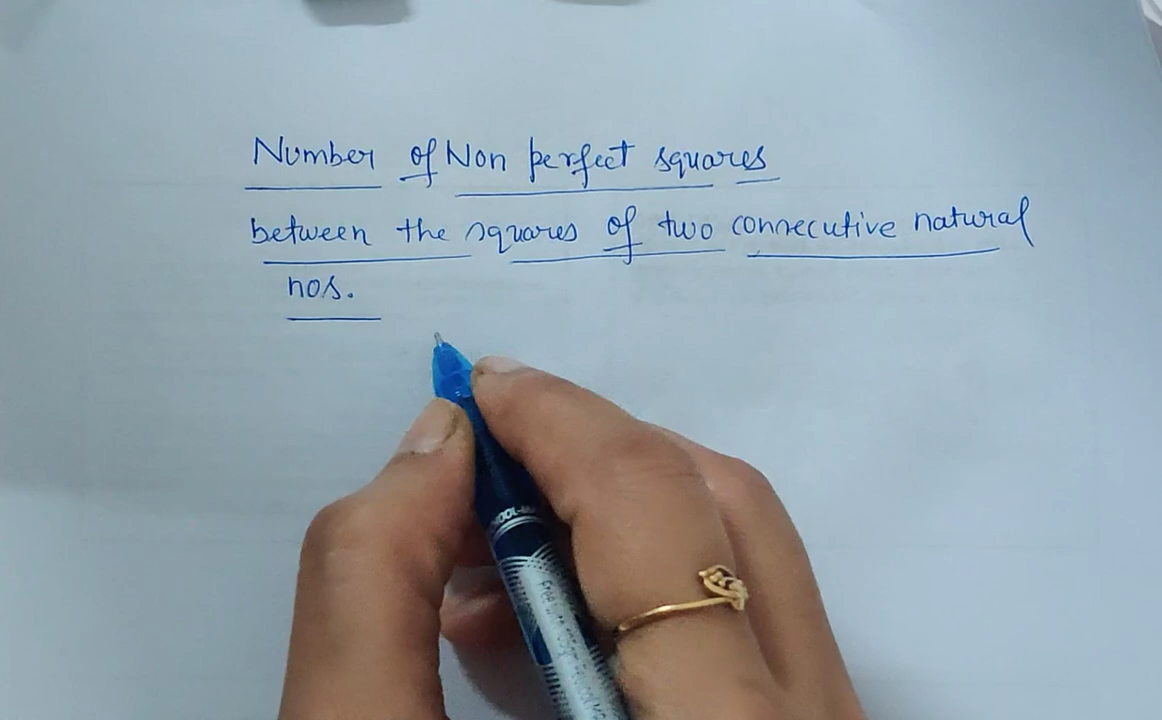 Number of Non perfect squares
between the squares of two consecutive natural
nos.